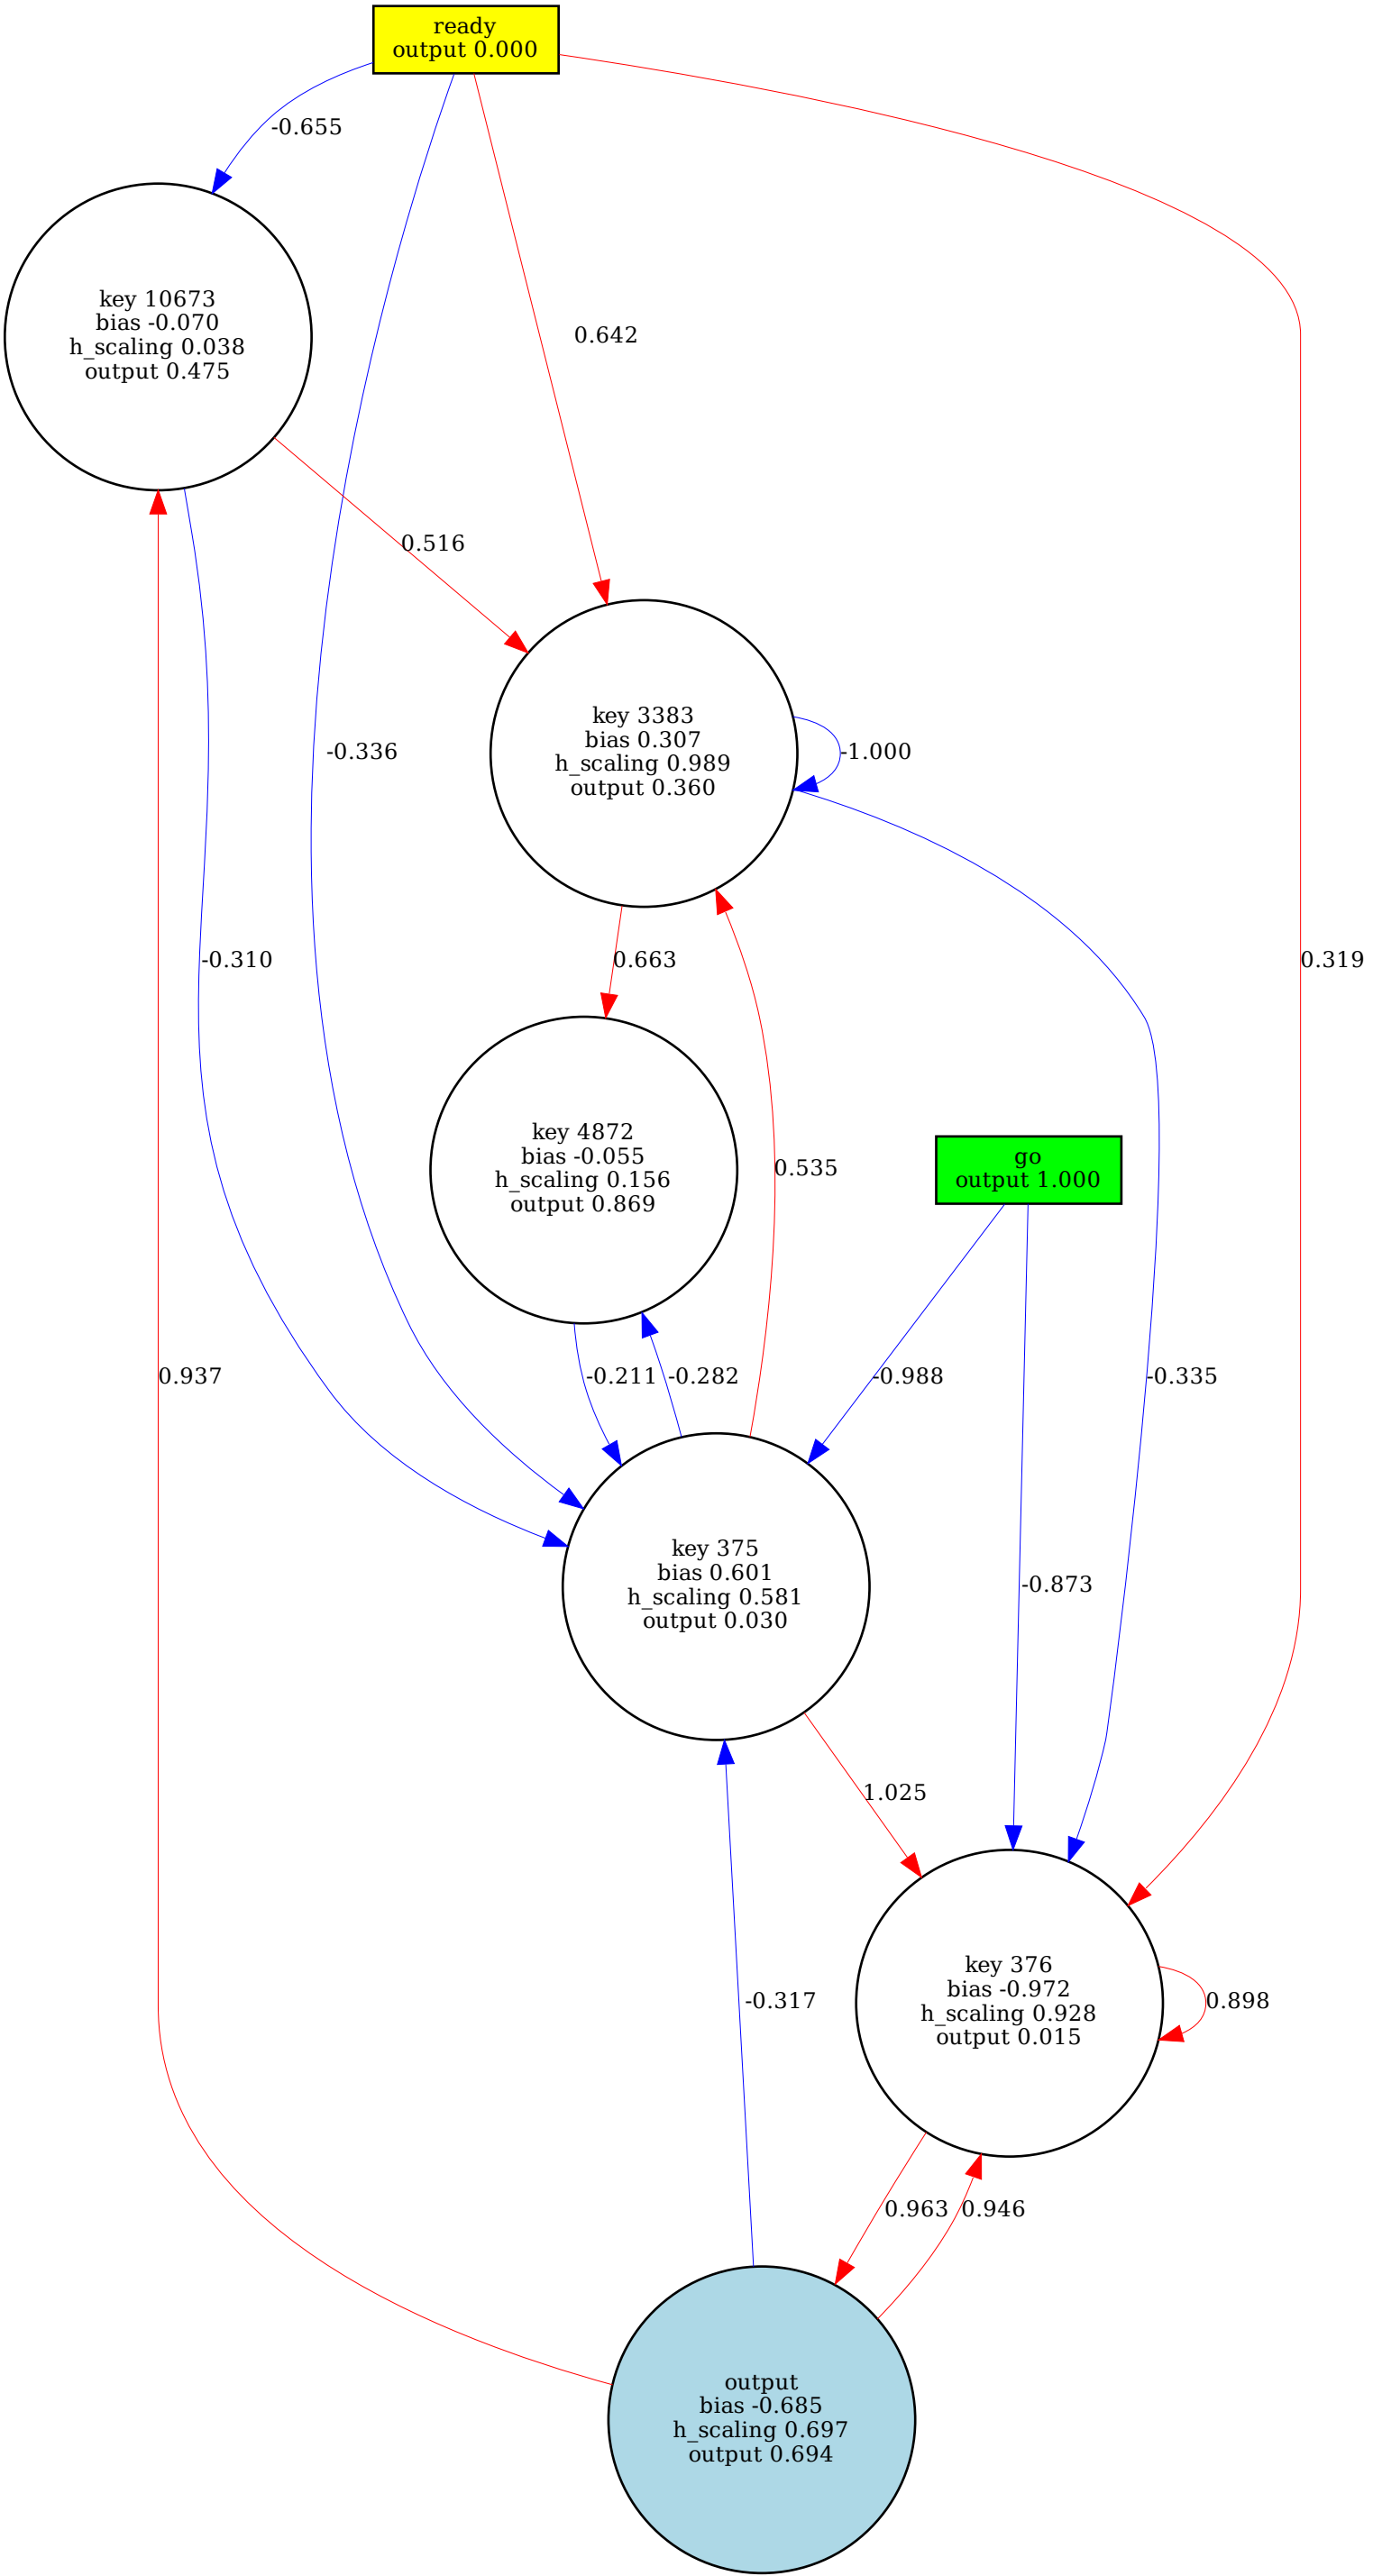 ready
output 0.000
-0.655
key 10673
bias -0.070
h_scaling 0.038
output 0.475
0.642
0.516
key 3383
bias 0.307
h_scaling 0.989
output 0.360
-0.336
-1.000
-0.310
0.663
0.319
key 4872
bias -0.055
h_scaling 0.156
output 0.869
0.535
go
output 1.000
0.937
-0.211
-0.282
-0.988
-0.335
key 375
bias 0.601
h_scaling 0.581
output 0.030
-0.873
1.025
key 376
bias -0.972
h_scaling 0.928
output 0.015
-0.317
0.898
0.963
0.946
output
bias -0.685
h_scaling 0.697
output 0.694